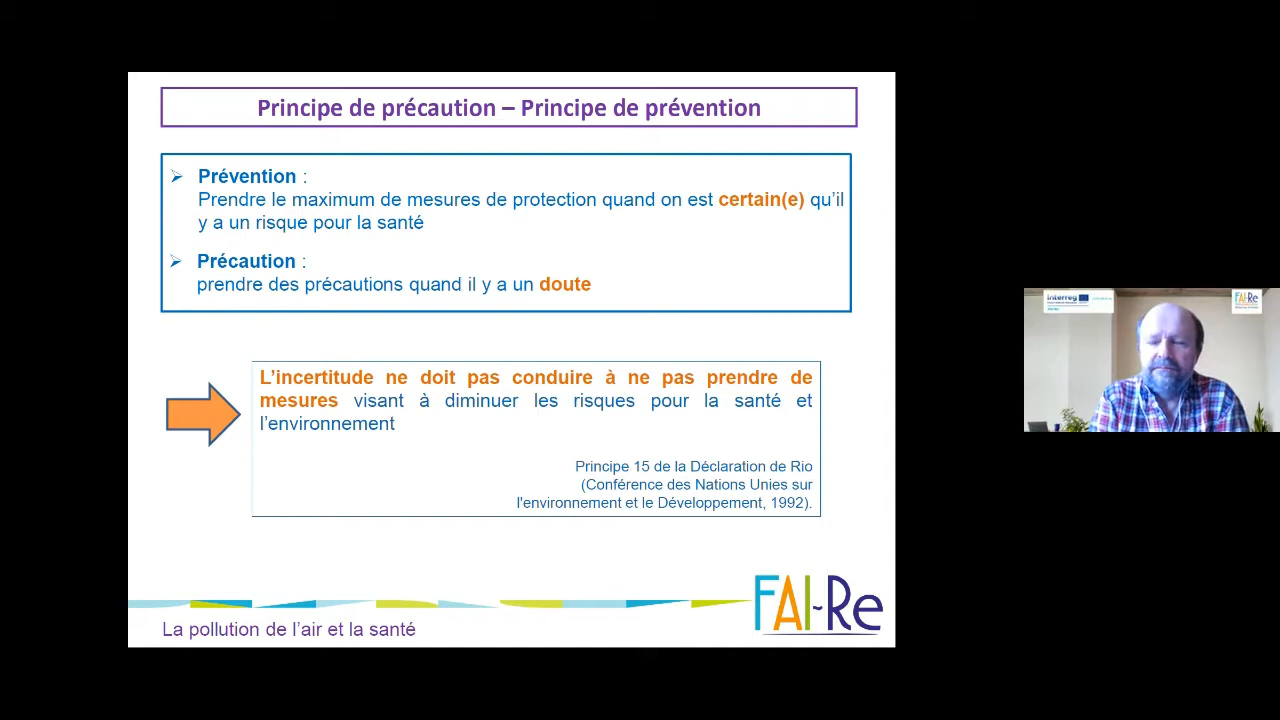 Principe de précaution – Principe de prévention
Prévention :
Prendre le maximum de mesures de protection quand on est certain(e) qu’il
y a un risque pour la santé
Précaution :
prendre des précautions quand il y a un doute
L’incertitude ne doit pas conduire à ne pas prendre de
mesures visant à diminuer les risques pour la santé et
l’environnement
Principe 15 de la Déclaration de Rio
(Conférence des Nations Unies sur
l'environnement et le Développement, 1992).
La pollution de l’air et la santé
FAI~Re
Interreg
FAI-Re